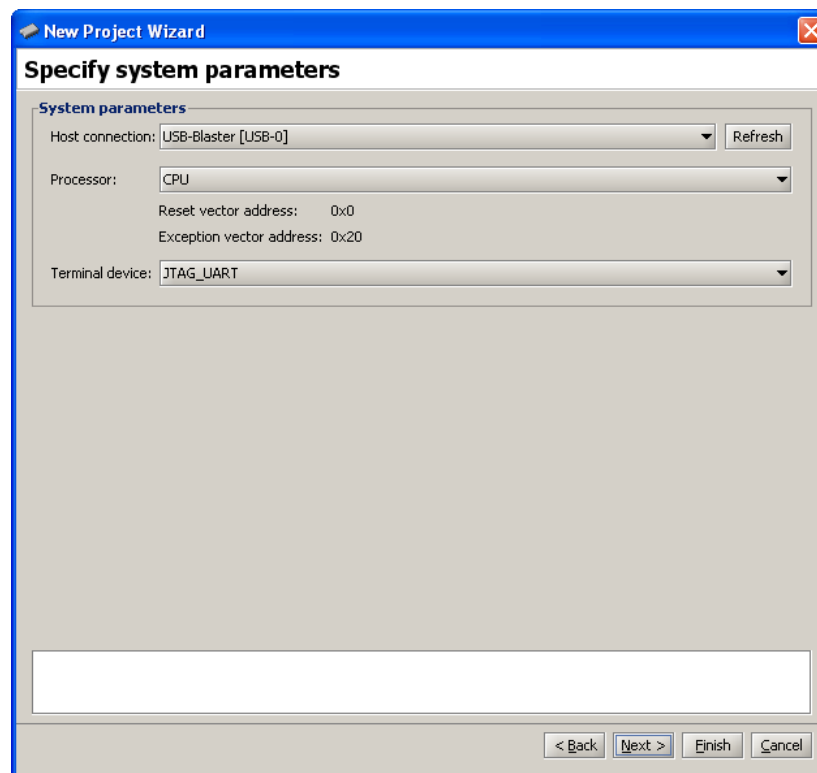 New Project Wizard
Specify system parameters
System parameters
Host connection: USB-Blaster [USB-0] Refresh
Processor: CPU
Reset vector address: 0x0
Exception vector address: 0x20
Terminal device: JTAG_UART
< Back Next > Finish Cancel